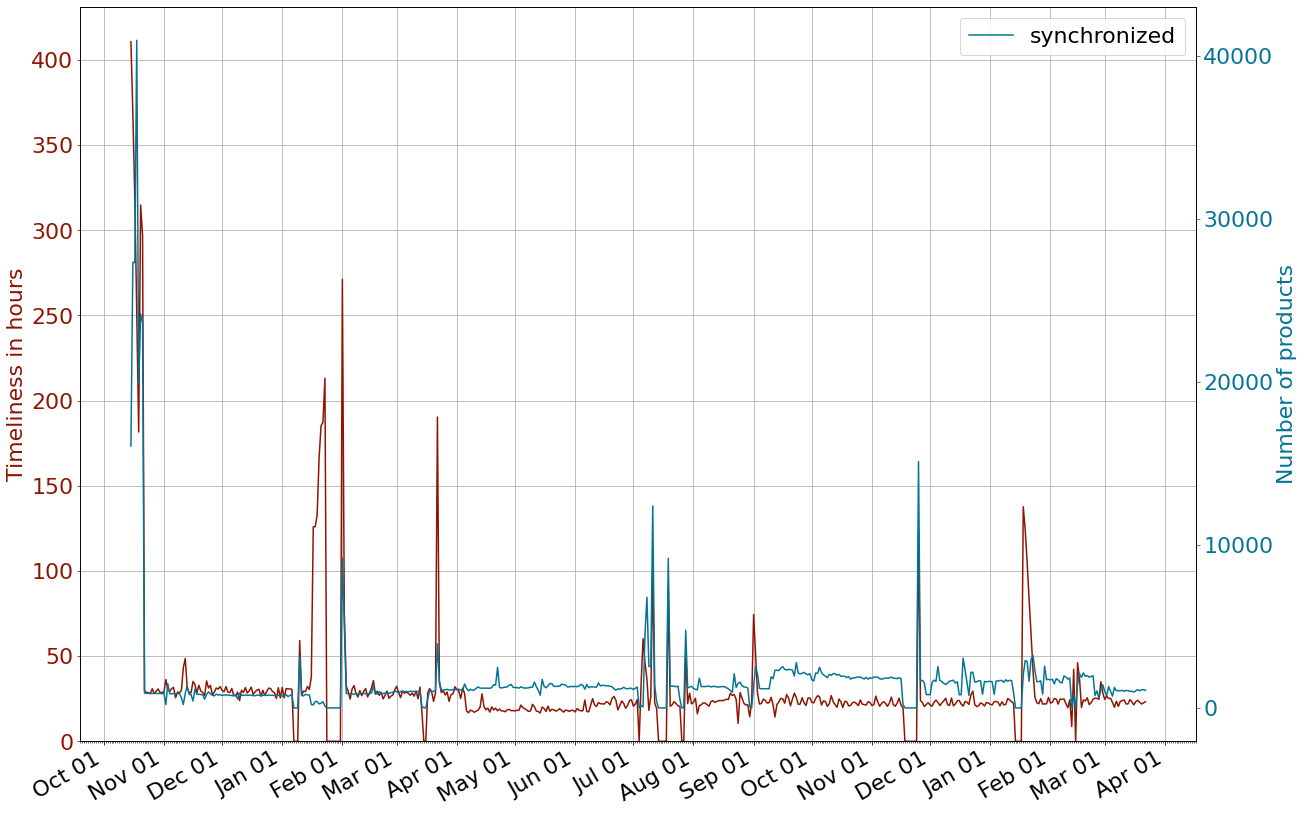 synchronized
Timeliness in hours
400
350
300
250
200
150
100
50
0
Number of products
40000
30000
20000
10000
0
Oct 01
Nov 01
Dec 01
Jan 01
Feb 01
Mar 01
Apr 01
May 01
Jun 01
Jul 01
Aug 01
Sep 01
Oct 01
Nov 01
Dec 01
Jan 01
Feb 01
Mar 01
Apr 01